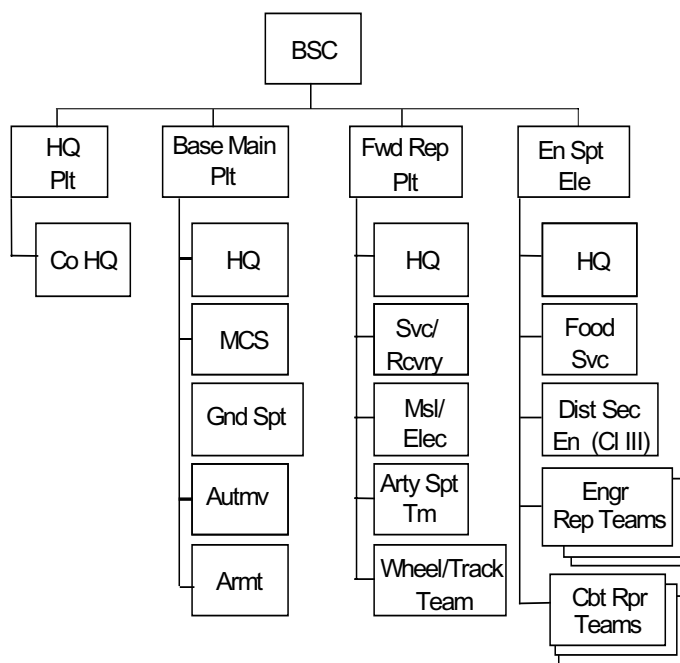 BSC
HQ
Plt
Co HQ
Base Main
Plt
HQ
MCS
Gnd Spt
Autmv
Armt
Fwd Rep
Plt
HQ
Svc/
Rcvry
Msl/
Elec
Arty Spt
Tm
Wheel/Track
Team
En Spt
Ele
HQ
Food
Svc
Dist Sec
En (Cl III)
Engr
Rep Teams
Cbt Rpr
Teams